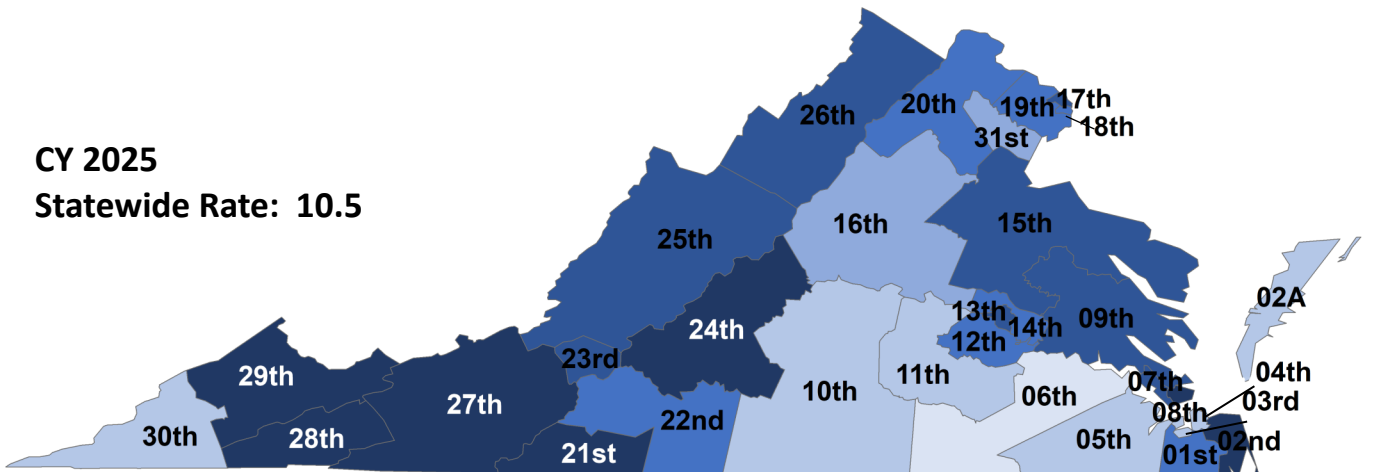 CY 2025
Statewide Rate: 10.5
26th
20th
19th
17th
18th
31st
25th
16th
15th
02A
24th
13th
14th
09th
12th
23rd
29th
27th
10th
11th
06th
07th
04th
08th
03rd
30th
28th
21st
22nd
05th
01st
02nd